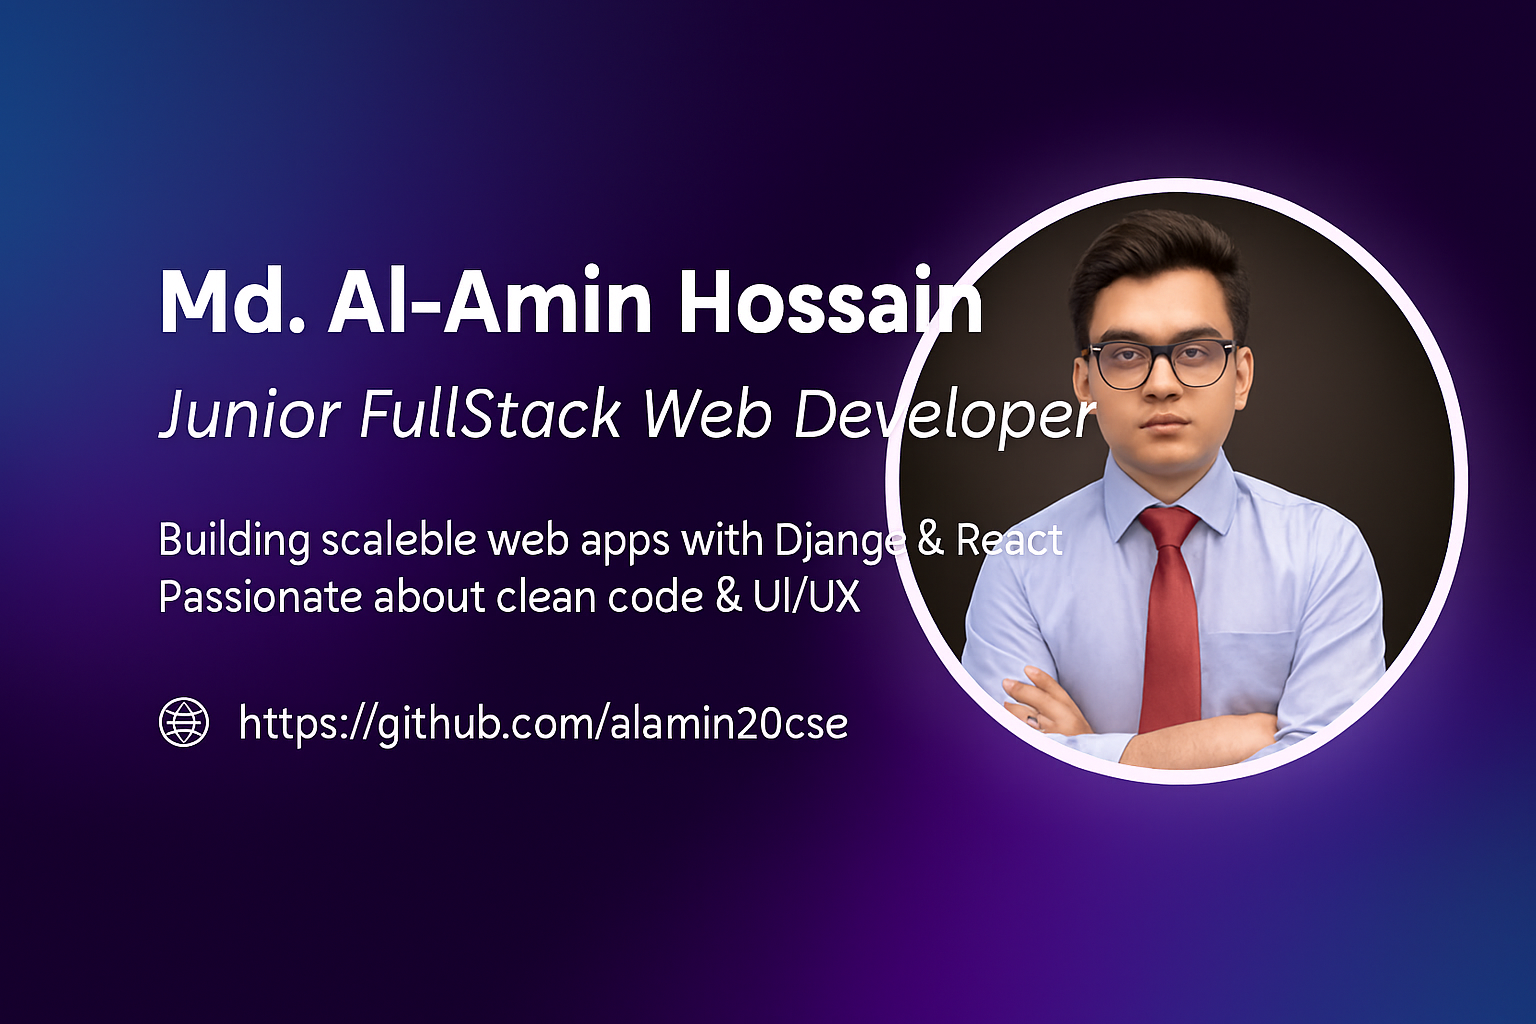 Md. Al-Amin Hossain
Junior FullStack Web Developer
Building scaleble web apps with Django & React
Passionate about clean code & UI/UX
https://github.com/alamin20cse